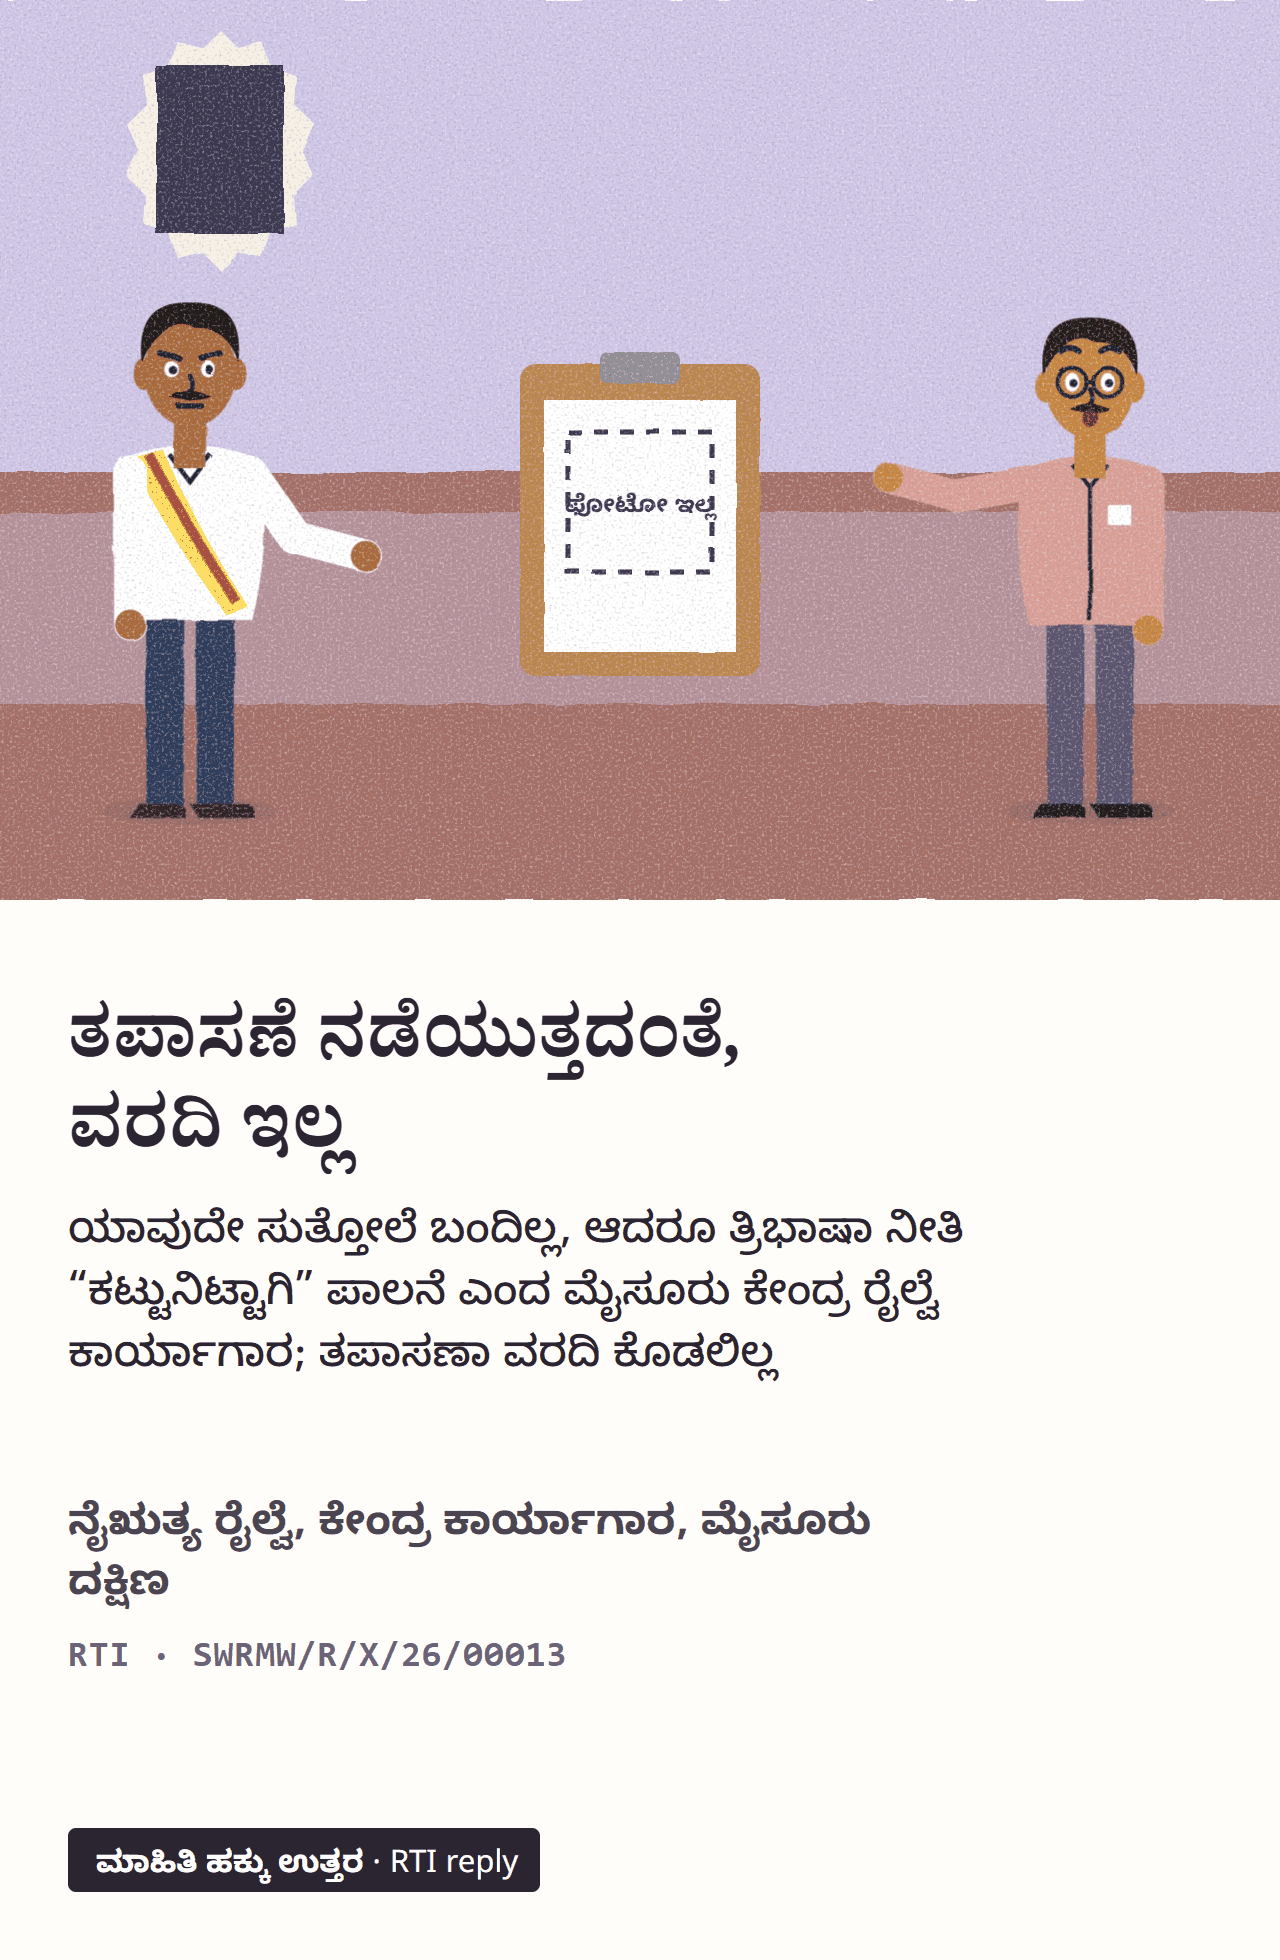 ಫೋಟೋ ಇಲ್ಲ
ತಪಾಸಣೆ ನಡೆಯುತ್ತದಂತೆ,
ವರದಿ ಇಲ್ಲ
ಯಾವುದೇ ಸುತ್ತೋಲೆ ಬಂದಿಲ್ಲ, ಆದರೂ ತ್ರಿಭಾಷಾ ನೀತಿ
“ಕಟ್ಟುನಿಟ್ಟಾಗಿ” ಪಾಲನೆ ಎಂದ ಮೈಸೂರು ಕೇಂದ್ರ ರೈಲ್ವೆ
ಕಾರ್ಯಾಗಾರ; ತಪಾಸಣಾ ವರದಿ ಕೊಡಲಿಲ್ಲ
ನೈಋತ್ಯ ರೈಲ್ವೆ, ಕೇಂದ್ರ ಕಾರ್ಯಾಗಾರ, ಮೈಸೂರು
ದಕ್ಷಿಣ
RTI · SWRMW/R/X/26/00013
ಮಾಹಿತಿ ಹಕ್ಕು ಉತ್ತರ · RTI reply